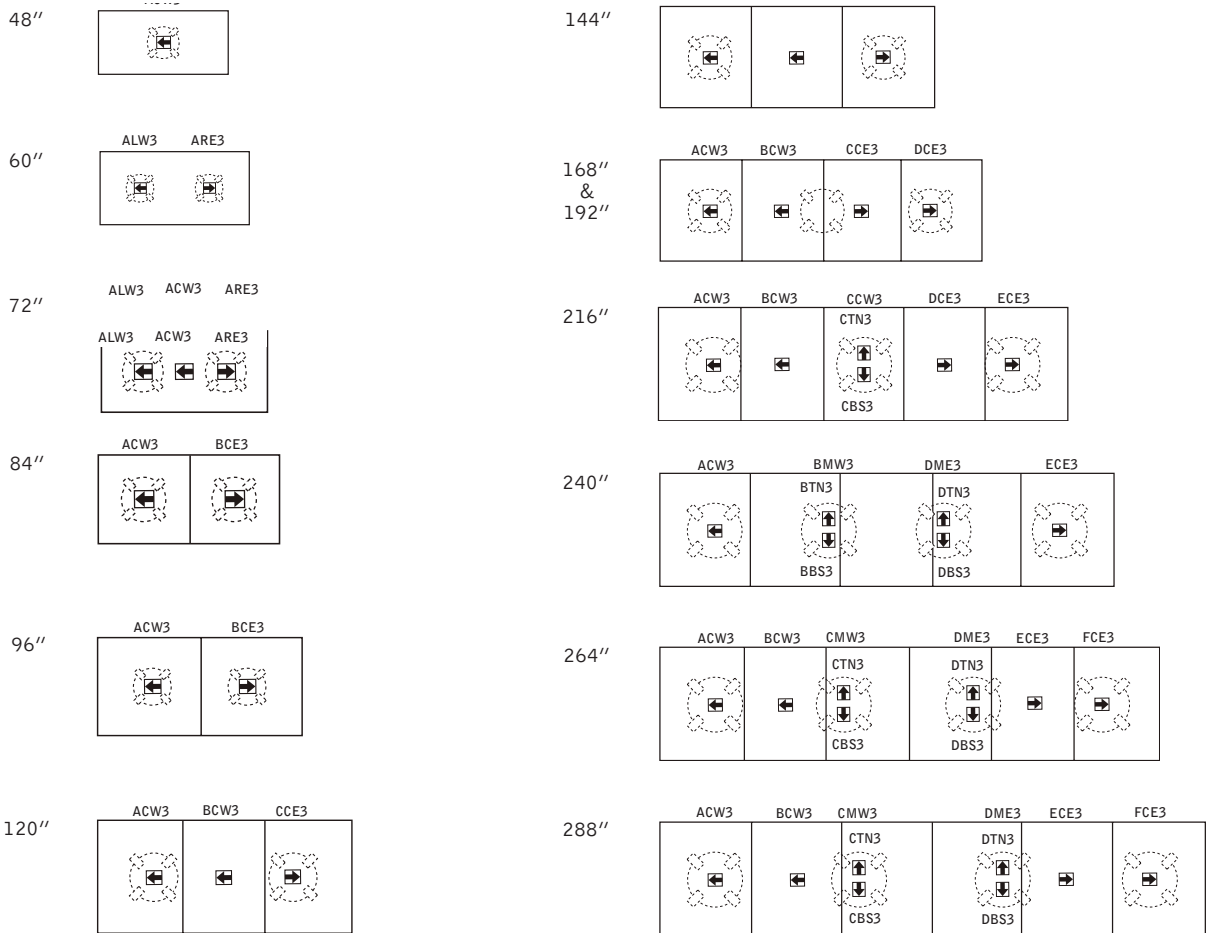 48″
60″
ALW3 ARE3
72″
ALW3 ACW3 ARE3
ALW3 ACW3 ARE3
84″
ACW3 BCE3
96″
ACW3 BCE3
120″
ACW3 BCW3 CCE3
144″
168″
&
192″
ACW3 BCW3 CCE3 DCE3
216″
ACW3 BCW3 CCW3 DCE3 ECE3
CTN3
CBS3
240″
ACW3 BMW3 DME3 ECE3
BTN3 DTN3
BBS3 DBS3
264″
ACW3 BCW3 CMW3 DME3 ECE3 FCE3
CTN3 DTN3
CBS3 DBS3
288″
ACW3 BCW3 CMW3 DME3 ECE3 FCE3
CTN3 DTN3
CBS3 DBS3